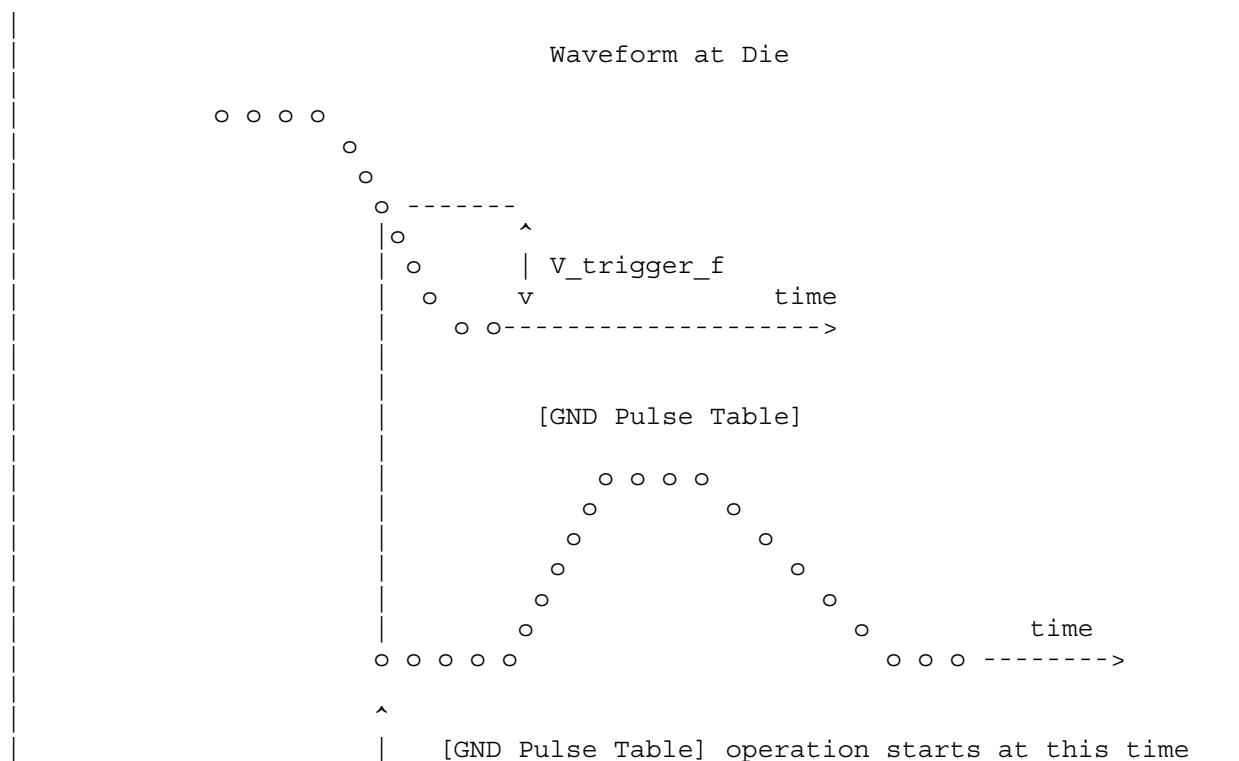 Waveform at Die
o o o o
o
o
o -------
|o ^
| o | V_trigger_f
| o v time
| o o-------------------->
[GND Pulse Table]
o o o o
o o
o o
o o
o o
| o o time
o o o o o o o o -------->
^
| [GND Pulse Table] operation starts at this time